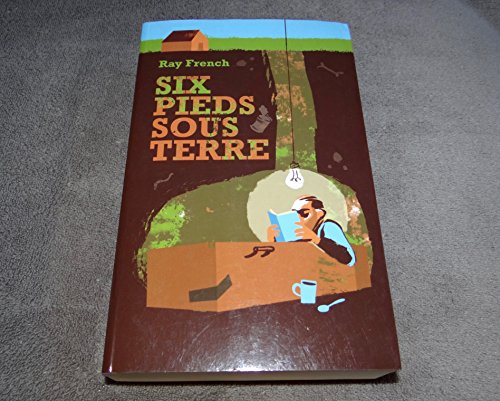 Ray French
SIX
PIEDS
SOUS
TERRE